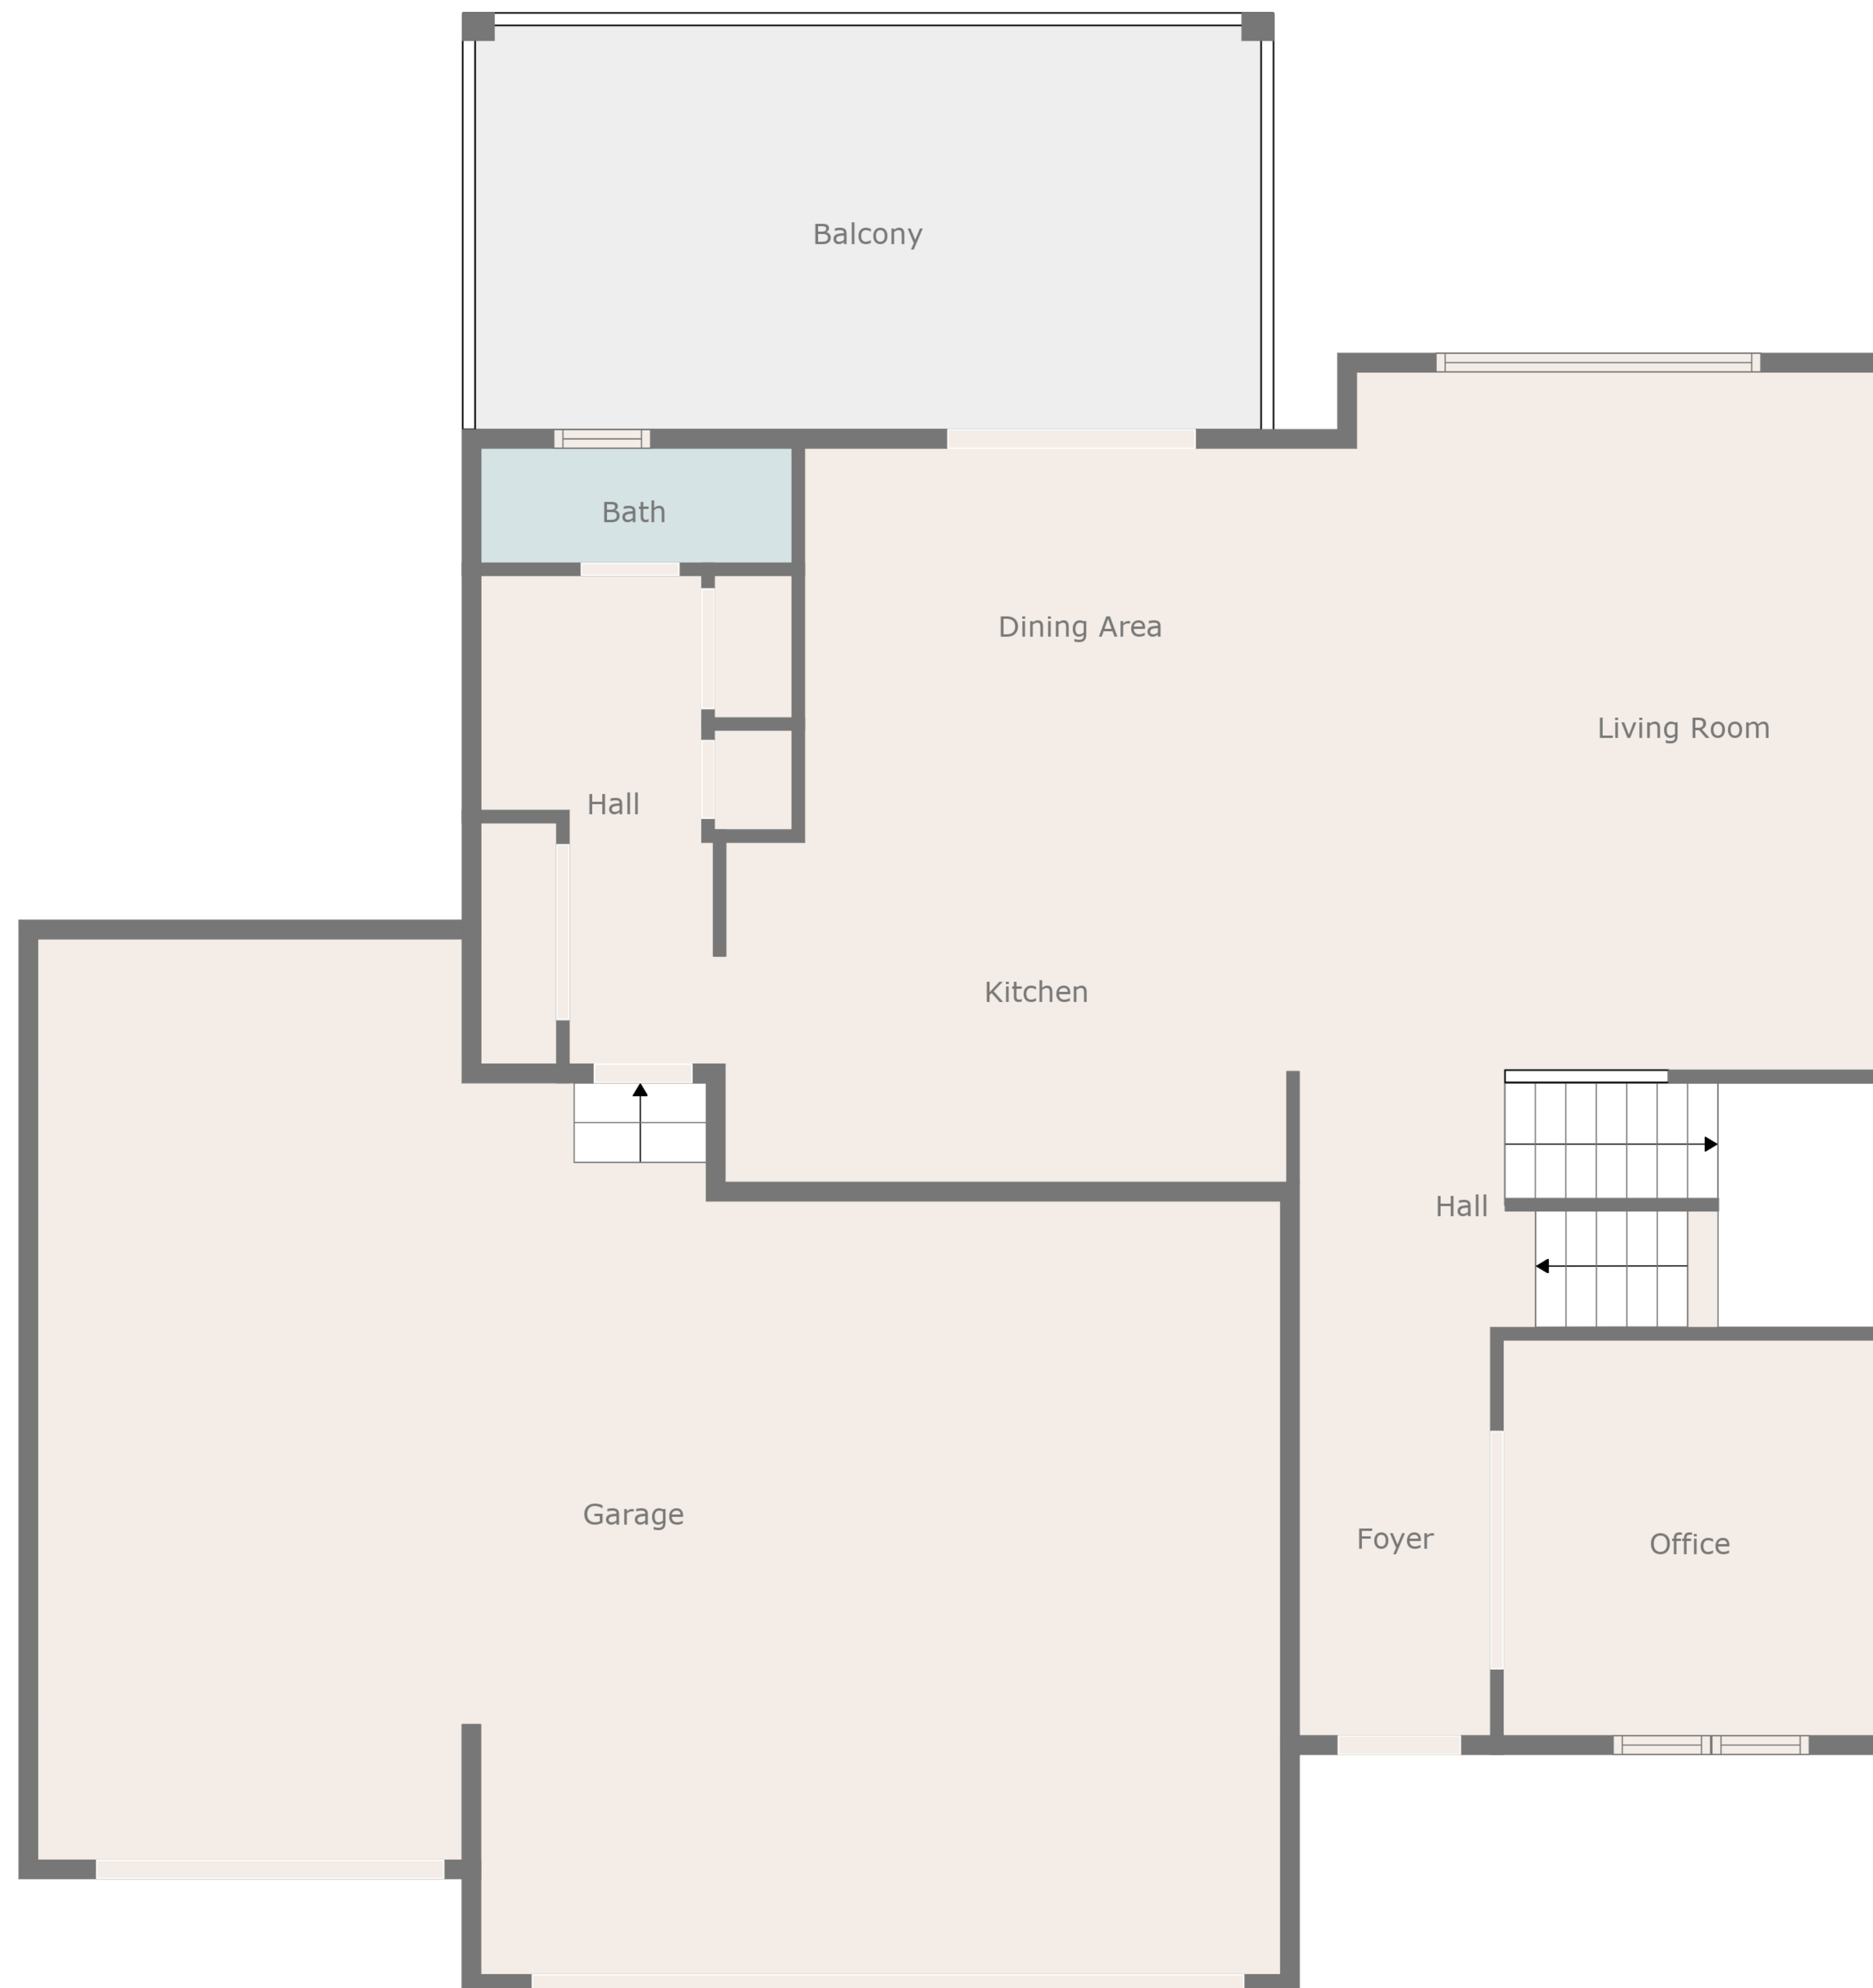 Balcony
Bath
Dining Area
Living Room
Hall
Kitchen
Hall
Garage
Foyer
Office